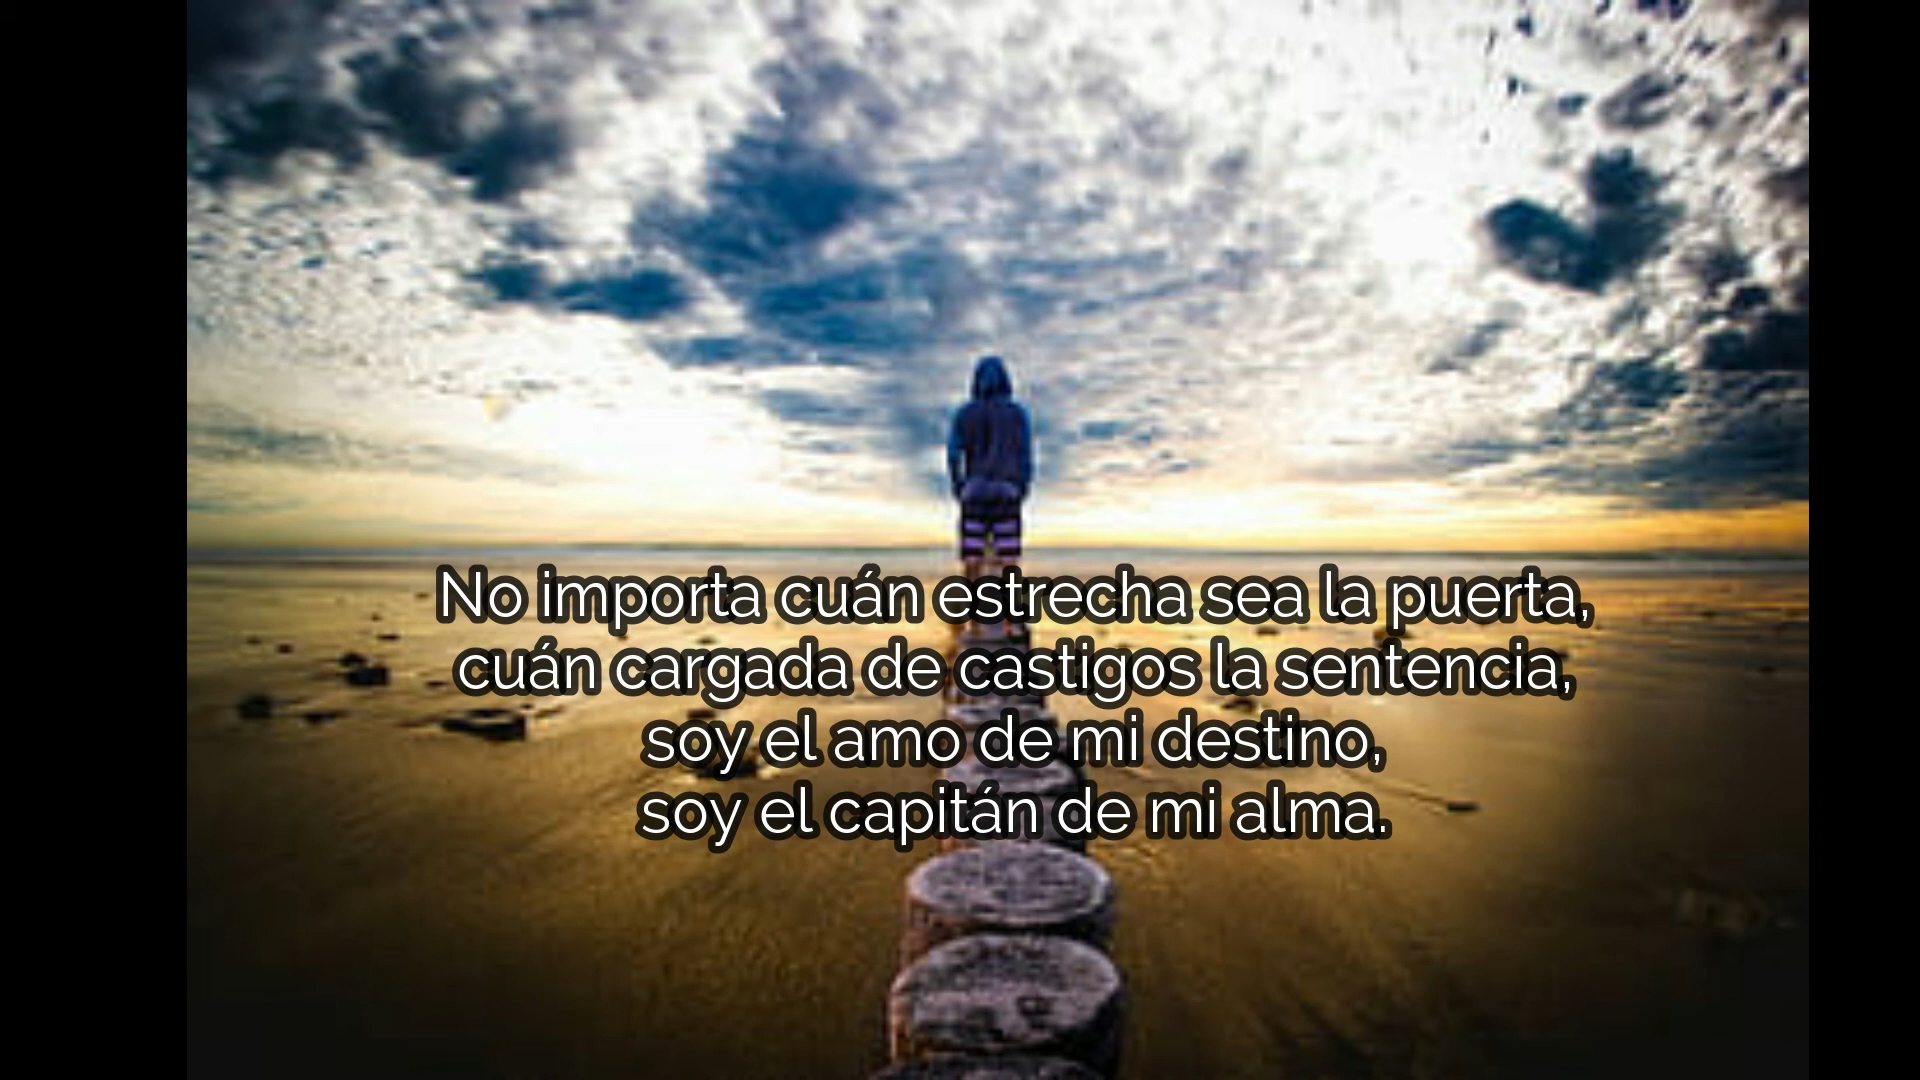 No importa cuán estrecha sea la puerta,
cuán cargada de castigos la sentencia,
soy el amo de mi destino,
soy el capitán de mi alma.